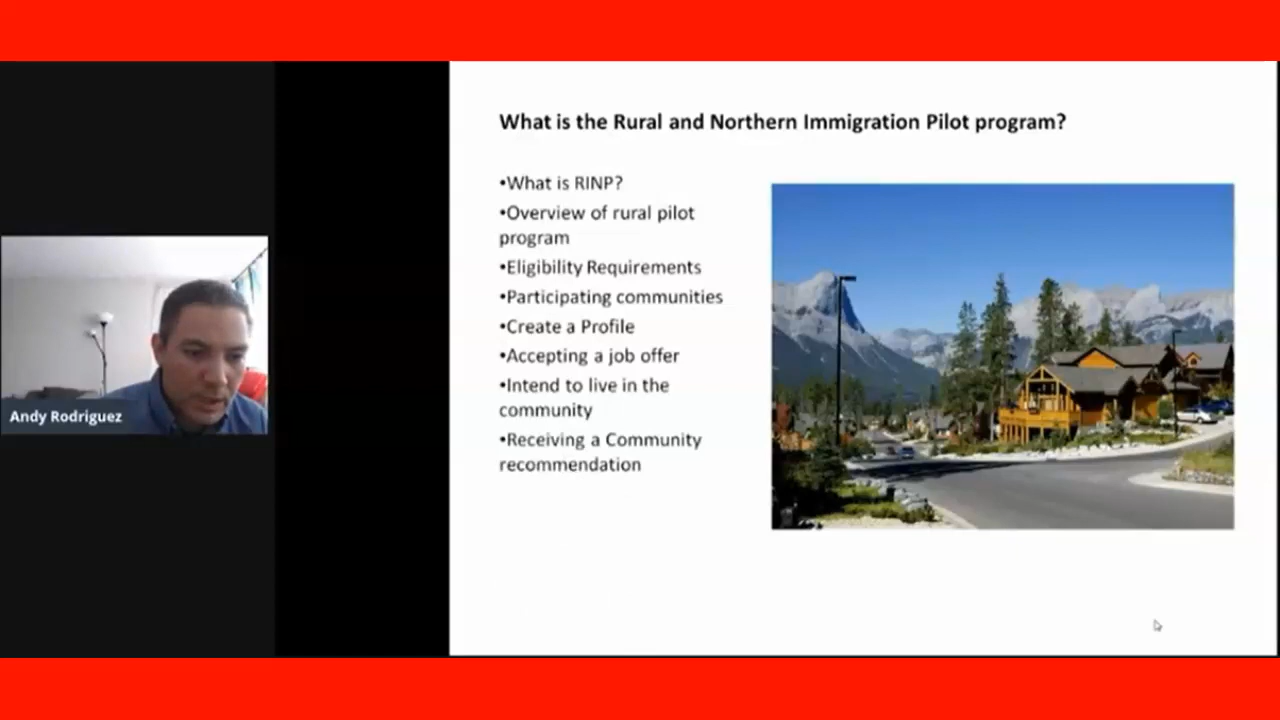 What is the Rural and Northern Immigration Pilot program?
•What is RINP?
•Overview of rural pilot
program
•Eligibility Requirements
•Participating communities
•Create a Profile
•Accepting a job offer
•Intend to live in the
community
•Receiving a Community
recommendation
Andy Rodriguez